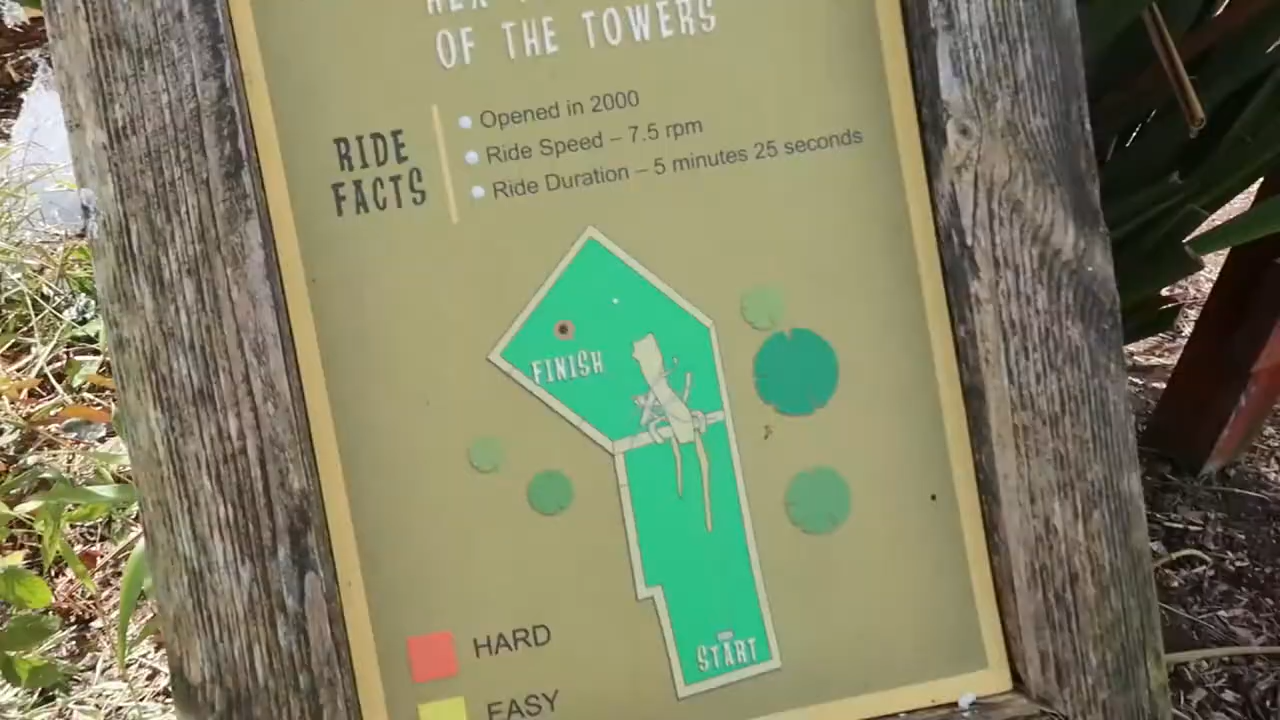 OF THE TOWERS
RIDE
FACTS
Opened in 2000
Ride Speed – 7.5 rpm
Ride Duration – 5 minutes 25 seconds
FINISH
START
HARD
EASY